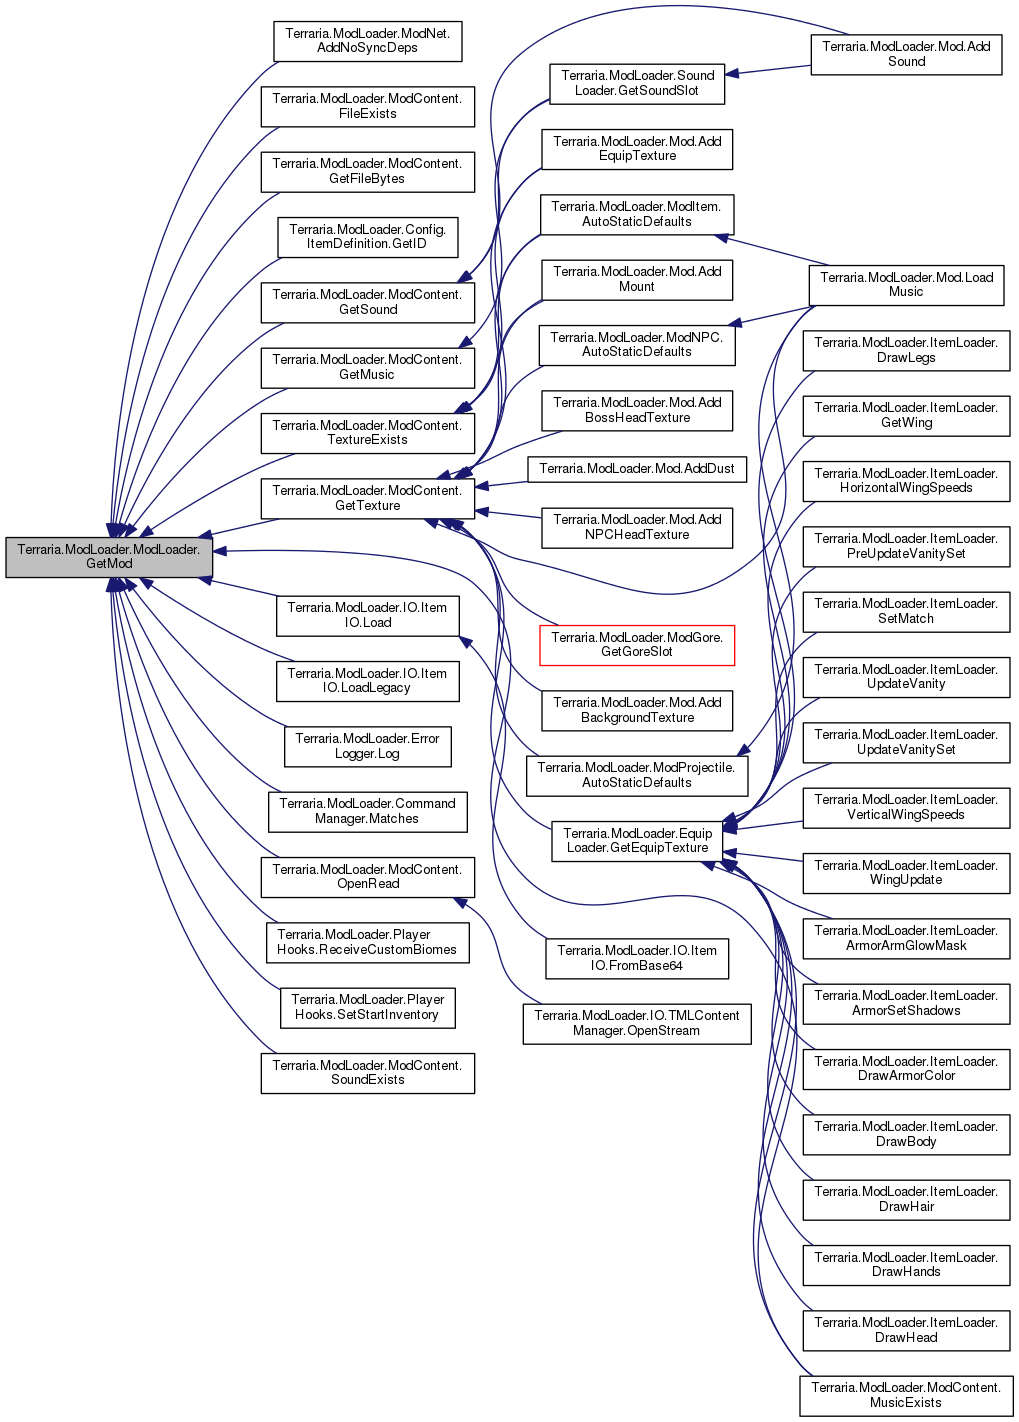 Terraria.ModLoader.ModLoader.
GetMod
Terraria.ModLoader.ModNet.
AddNoSyncDeps
Terraria.ModLoader.ModContent.
FileExists
Terraria.ModLoader.ModContent.
GetFileBytes
Terraria.ModLoader.Config.
ItemDefinition.GetID
Terraria.ModLoader.ModContent.
GetSound
Terraria.ModLoader.ModContent.
GetMusic
Terraria.ModLoader.ModContent.
TextureExists
Terraria.ModLoader.ModContent.
GetTexture
Terraria.ModLoader.IO.Item
IO.Load
Terraria.ModLoader.IO.Item
IO.LoadLegacy
Terraria.ModLoader.Error
Logger.Log
Terraria.ModLoader.Command
Manager.Matches
Terraria.ModLoader.ModContent.
OpenRead
Terraria.ModLoader.Player
Hooks.ReceiveCustomBiomes
Terraria.ModLoader.Player
Hooks.SetStartInventory
Terraria.ModLoader.ModContent.
SoundExists
Terraria.ModLoader.Sound
Loader.GetSoundSlot
Terraria.ModLoader.Mod.Add
EquipTexture
Terraria.ModLoader.ModItem.
AutoStaticDefaults
Terraria.ModLoader.Mod.Add
Mount
Terraria.ModLoader.ModNPC.
AutoStaticDefaults
Terraria.ModLoader.Mod.Add
BossHeadTexture
Terraria.ModLoader.Mod.AddDust
Terraria.ModLoader.Mod.Add
NPCHeadTexture
Terraria.ModLoader.ModGore.
GetGoreSlot
Terraria.ModLoader.Mod.Add
BackgroundTexture
Terraria.ModLoader.ModProjectile.
AutoStaticDefaults
Terraria.ModLoader.Equip
Loader.GetEquipTexture
Terraria.ModLoader.IO.Item
IO.FromBase64
Terraria.ModLoader.IO.TMLContent
Manager.OpenStream
Terraria.ModLoader.Mod.Add
Sound
Terraria.ModLoader.Mod.Load
Music
Terraria.ModLoader.ItemLoader.
DrawLegs
Terraria.ModLoader.ItemLoader.
GetWing
Terraria.ModLoader.ItemLoader.
HorizontalWingSpeeds
Terraria.ModLoader.ItemLoader.
PreUpdateVanitySet
Terraria.ModLoader.ItemLoader.
SetMatch
Terraria.ModLoader.ItemLoader.
UpdateVanity
Terraria.ModLoader.ItemLoader.
UpdateVanitySet
Terraria.ModLoader.ItemLoader.
VerticalWingSpeeds
Terraria.ModLoader.ItemLoader.
WingUpdate
Terraria.ModLoader.ItemLoader.
ArmorArmGlowMask
Terraria.ModLoader.ItemLoader.
ArmorSetShadows
Terraria.ModLoader.ItemLoader.
DrawArmorColor
Terraria.ModLoader.ItemLoader.
DrawBody
Terraria.ModLoader.ItemLoader.
DrawHair
Terraria.ModLoader.ItemLoader.
DrawHands
Terraria.ModLoader.ItemLoader.
DrawHead
Terraria.ModLoader.ModContent.
MusicExists